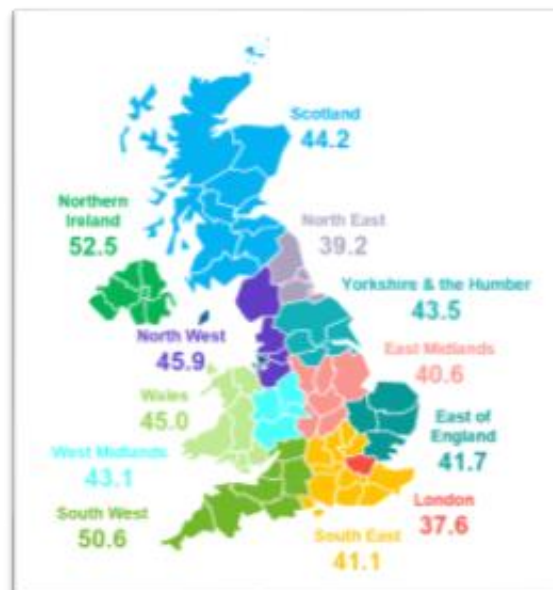 Scotland
44.2
Northern
Ireland
52.5
North East
39.2
Yorkshire & the Humber
43.5
North West
45.9
East Midlands
40.6
Wales
45.0
East of
England
41.7
West Midlands
43.1
South West
50.6
London
37.6
South East
41.1